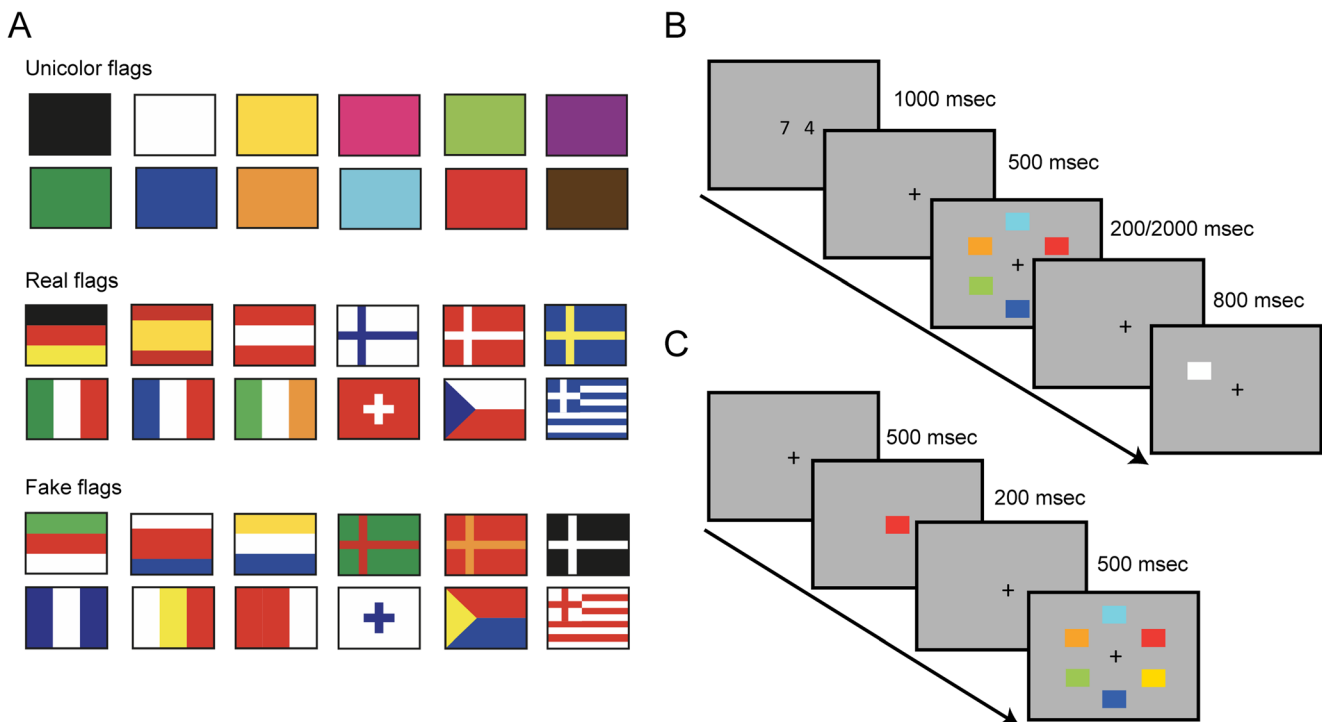 A
Unicolor flags
Real flags
Fake flags
B
7 4
1000 msec
+
500 msec
+
200/2000 msec
+
800 msec
+
C
+
500 msec
200 msec
+
500 msec
+